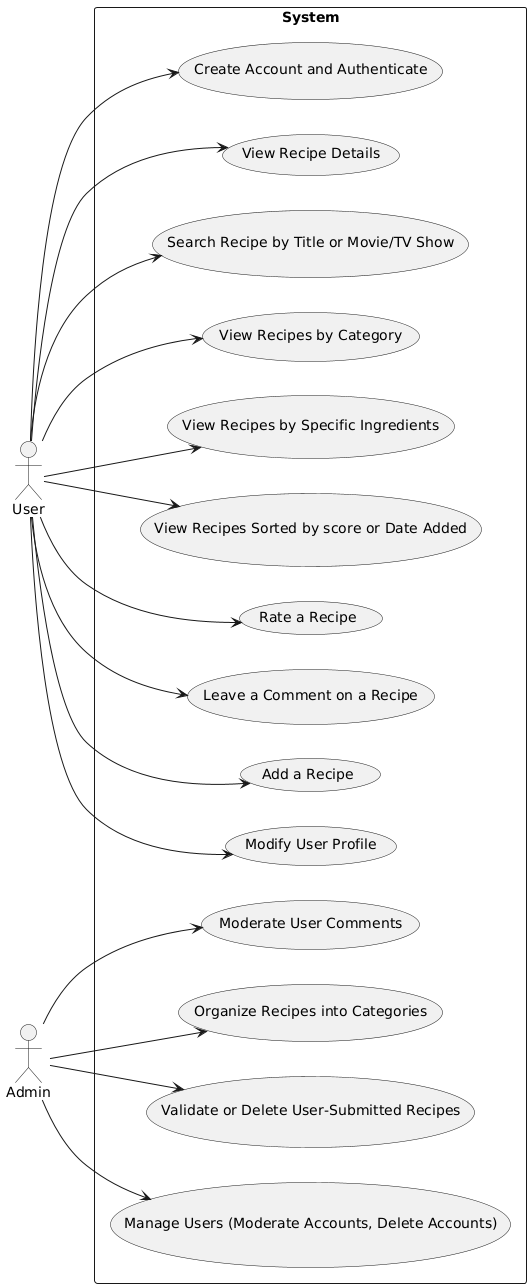 System
Create Account and Authenticate
View Recipe Details
Search Recipe by Title or Movie/TV Show
View Recipes by Category
View Recipes by Specific Ingredients
User
View Recipes Sorted by score or Date Added
Rate a Recipe
Leave a Comment on a Recipe
Add a Recipe
Modify User Profile
Moderate User Comments
Organize Recipes into Categories
Admin
Validate or Delete User-Submitted Recipes
Manage Users (Moderate Accounts, Delete Accounts)